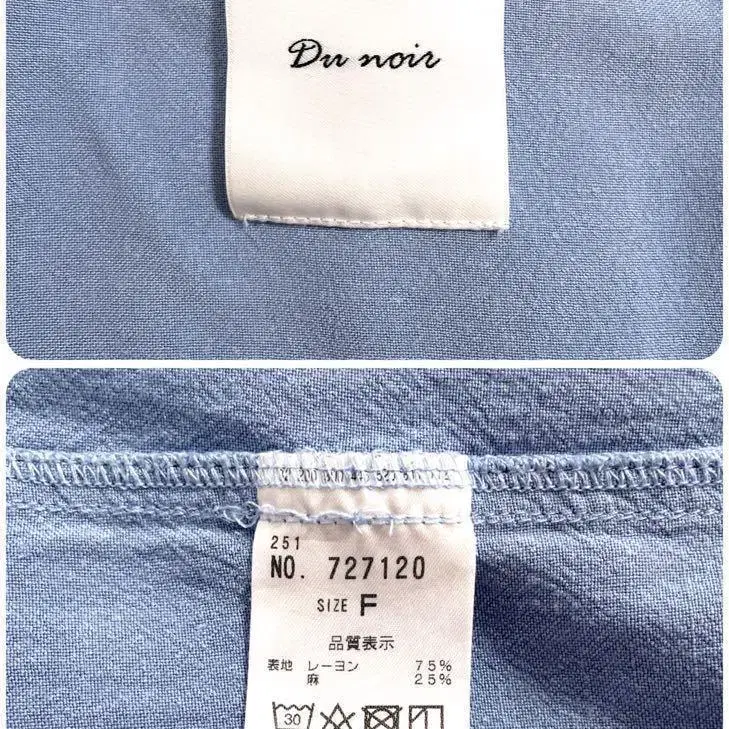 Du noir
251
NO. 727120
SIZE F
品質表示
表地 レーヨン 75%
麻 25%
30